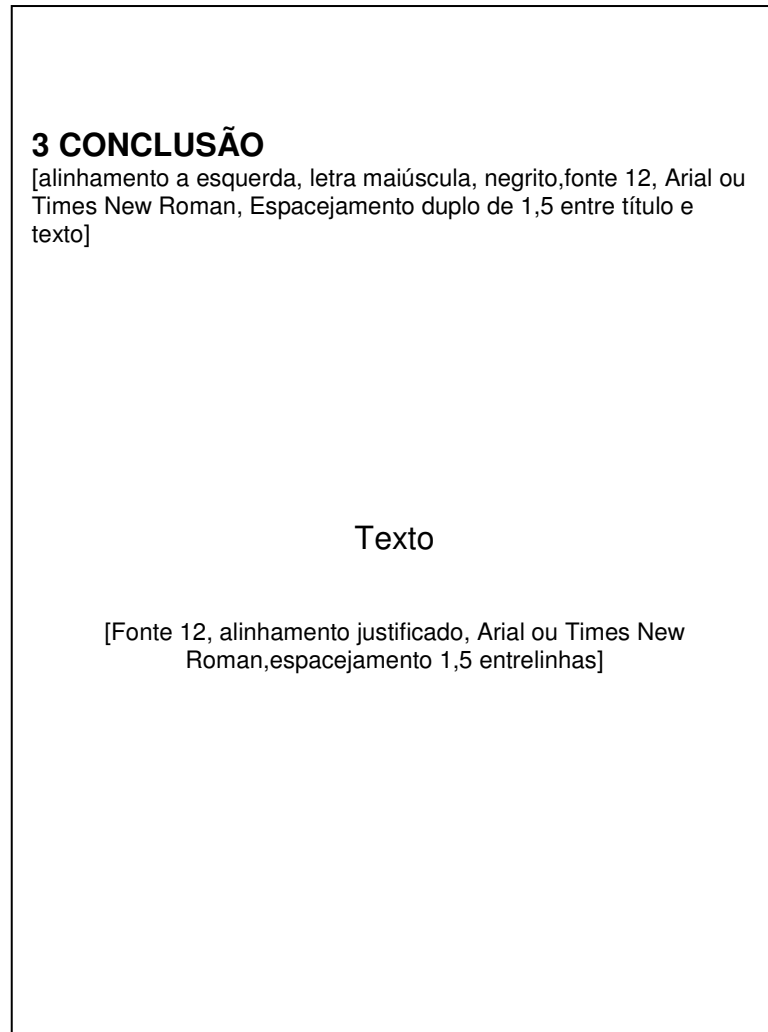 3 CONCLUSÃO
[alinhamento a esquerda, letra maiúscula, negrito,fonte 12, Arial ou
Times New Roman, Espacejamento duplo de 1,5 entre título e
texto]
Texto
[Fonte 12, alinhamento justificado, Arial ou Times New
Roman,espacejamento 1,5 entrelinhas]